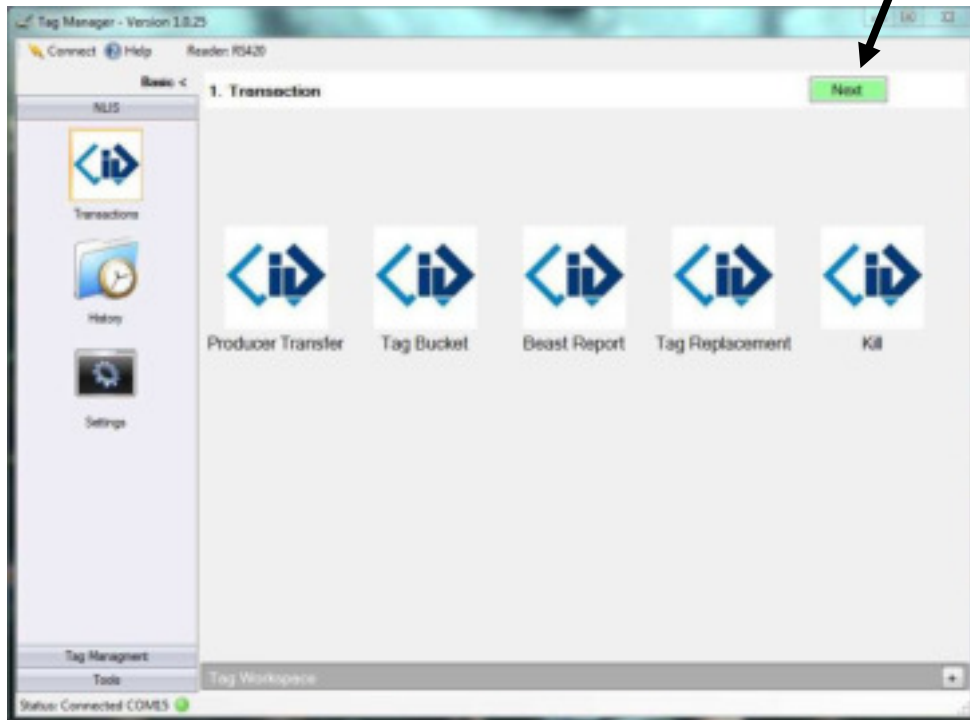 Tag Manager - Version 1.0.25
Connect Help Reader: RS420
Basic <
NLIS
1. Transaction
Next
Transactions
History
Settings
Producer Transfer
Tag Bucket
Beast Report
Tag Replacement
Kill
Tag Managment
Tools
Tag Workspace
+
Status: Connected COM15